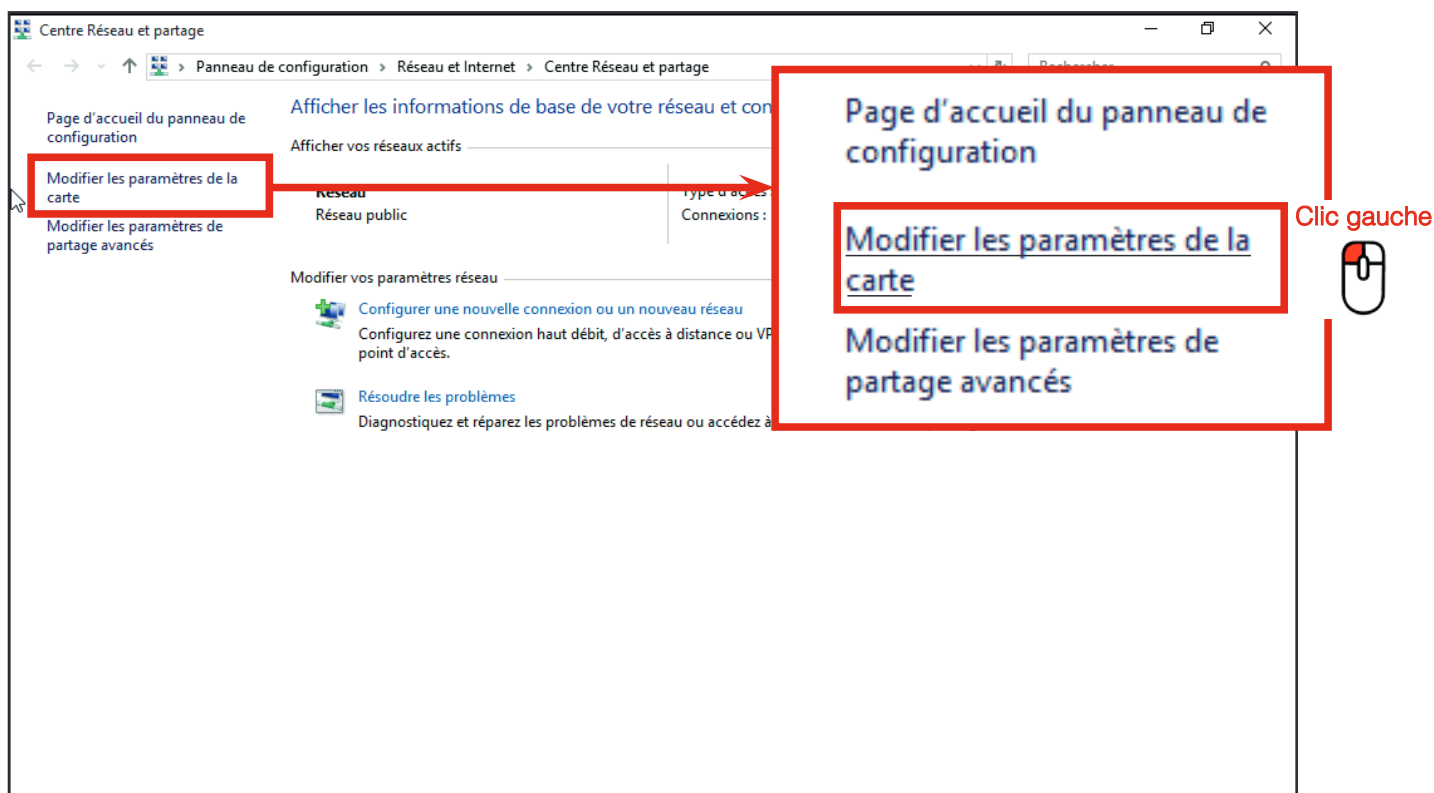 Centre Réseau et partage
Panneau de configuration > Réseau et Internet > Centre Réseau et partage
Rechercher
Page d'accueil du panneau de
configuration
Modifier les paramètres de la
carte
Modifier les paramètres de
partage avancés
Afficher les informations de base de votre réseau et con
Afficher vos réseaux actifs
Réseau
Réseau public
Type d'accès :
Connexions :
Modifier vos paramètres réseau
Configurer une nouvelle connexion ou un nouveau réseau
Configurez une connexion haut débit, d'accès à distance ou VP
point d'accès.
Résoudre les problèmes
Diagnostiquez et réparez les problèmes de réseau ou accédez à
Page d'accueil du panneau de
configuration
Modifier les paramètres de la
carte
Modifier les paramètres de
partage avancés
Clic gauche